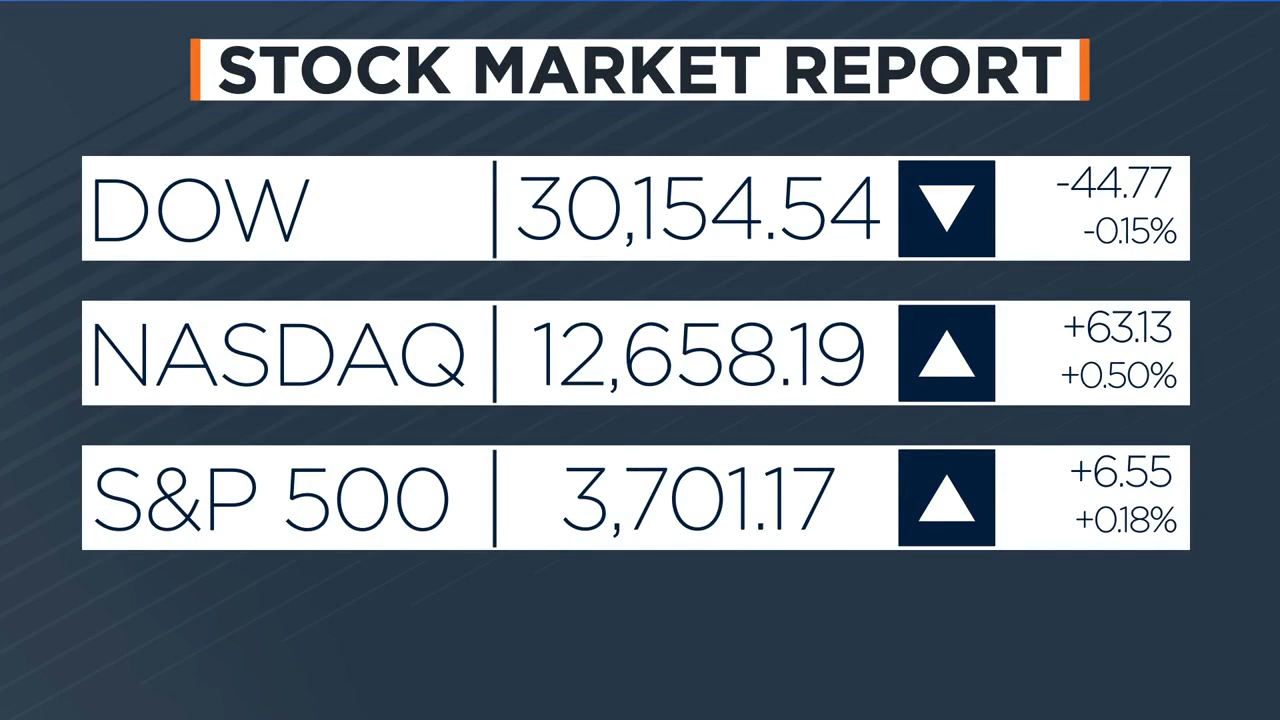 STOCK MARKET REPORT
DOW 30,154.54 -44.77
-0.15%
NASDAQ 12,658.19 +63.13
+0.50%
S&P 500 3,701.17 +6.55
+0.18%